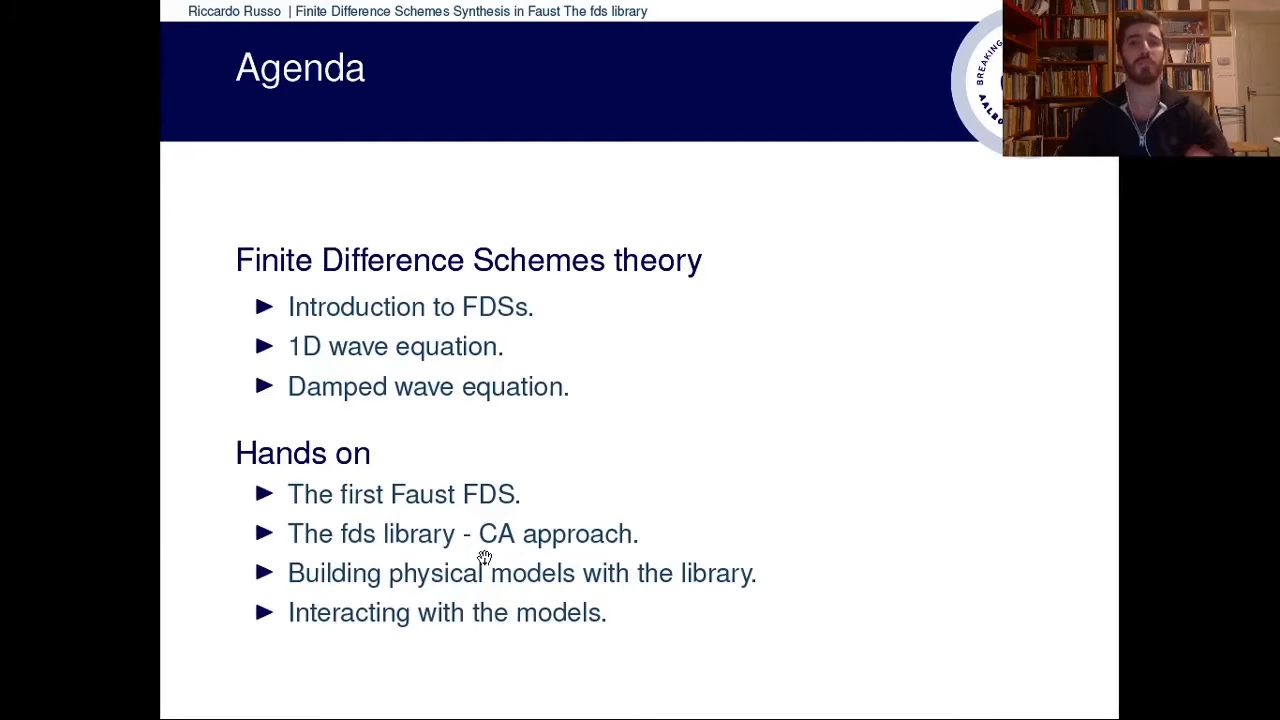 Riccardo Russo | Finite Difference Schemes Synthesis in Faust The fds library
Agenda
BREAKING
AALBO
Finite Difference Schemes theory
▶ Introduction to FDSs.
▶ 1D wave equation.
▶ Damped wave equation.
Hands on
▶ The first Faust FDS.
▶ The fds library - CA approach.
▶ Building physical models with the library.
▶ Interacting with the models.